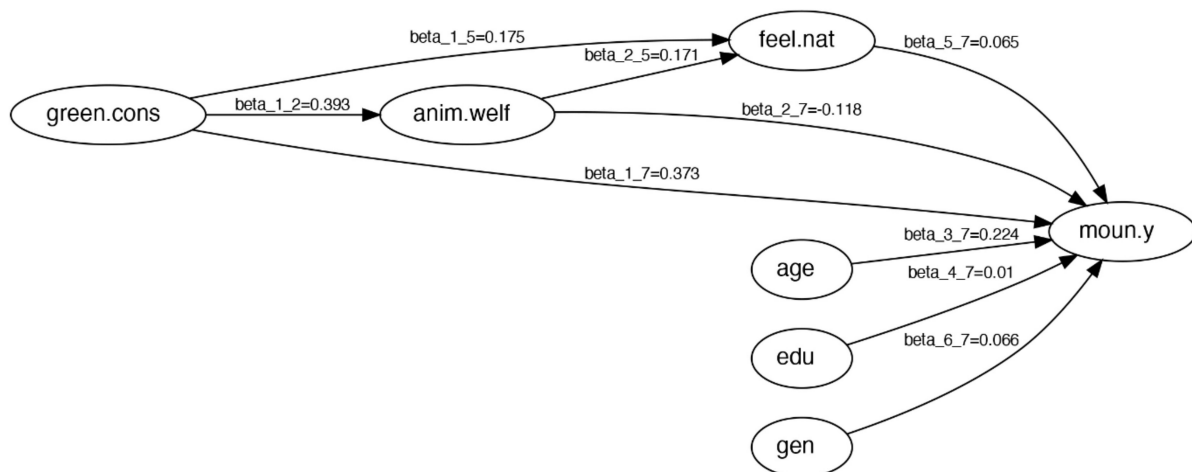 feel.nat
beta_1_5=0.175
beta_5_7=0.065
beta_2_5=0.171
green.cons
beta_1_2=0.393
anim.welf
beta_2_7=-0.118
beta_1_7=0.373
moun.y
beta_3_7=0.224
age
beta_4_7=0.01
edu
beta_6_7=0.066
gen